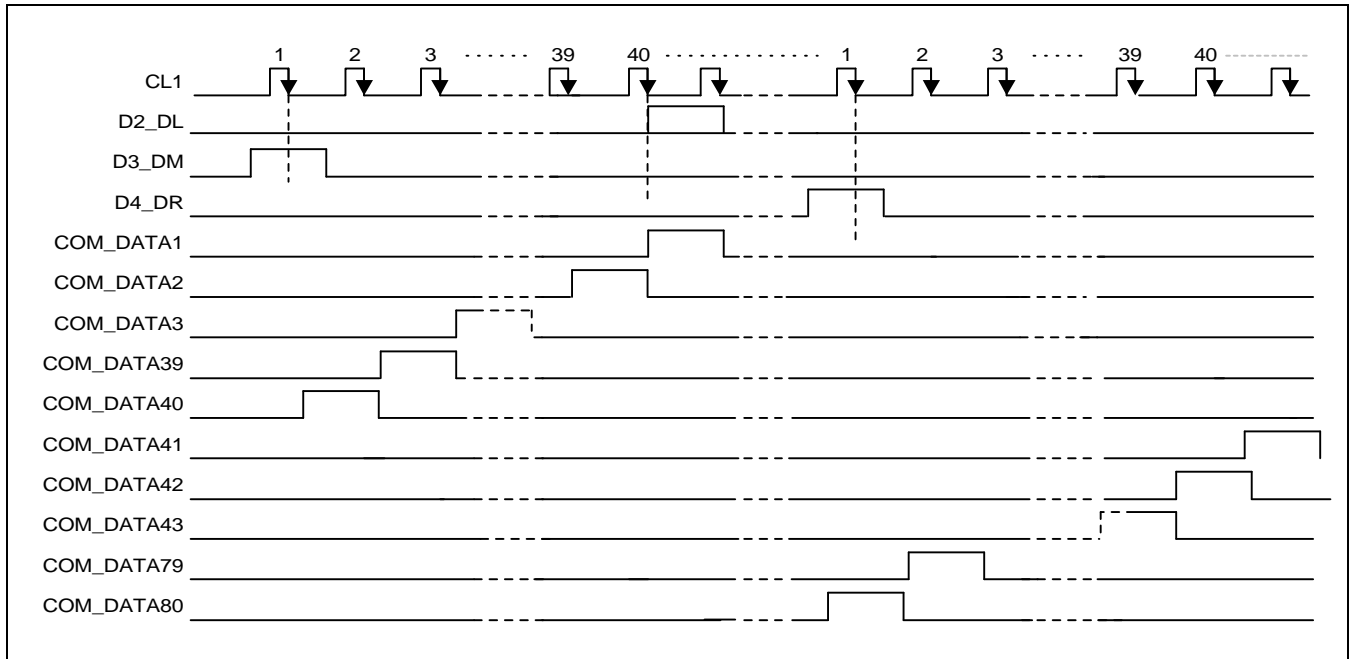 1 2 3 39 40 1 2 3 39 40
CL1
D2_DL
D3_DM
D4_DR
COM_DATA1
COM_DATA2
COM_DATA3
COM_DATA39
COM_DATA40
COM_DATA41
COM_DATA42
COM_DATA43
COM_DATA79
COM_DATA80